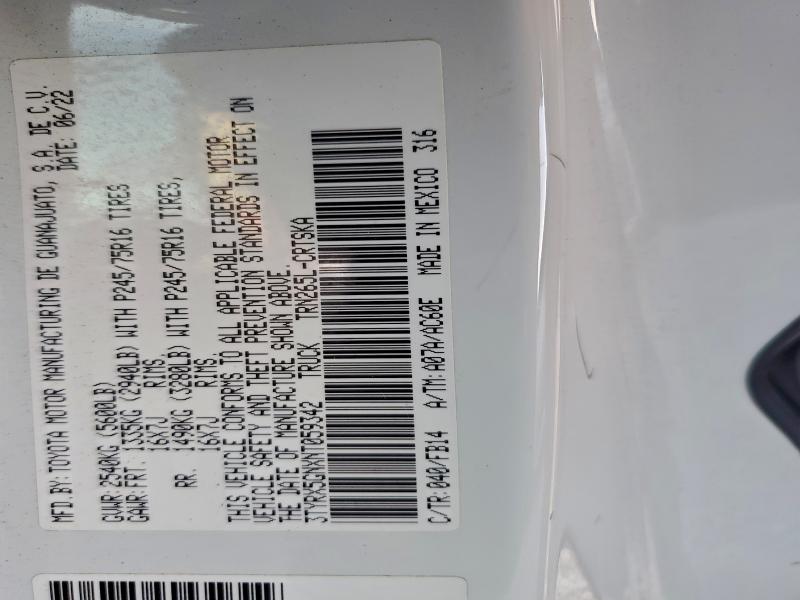 MFD.BY: TOYOTA MOTOR MANUFACTURING DE GUANAJUATO, S.A. DE C.V.
DATE: 06/22
GVWR: 2540KG (5600LB)
GAWR: FRT. 1335KG (2940LB) WITH P245/75R16 TIRES
16X7J RIMS,
RR. 1490KG (3280LB) WITH P245/75R16 TIRES,
16X7J RIMS.
THIS VEHICLE CONFORMS TO ALL APPLICABLE FEDERAL MOTOR
VEHICLE SAFETY AND THEFT PREVENTION STANDARDS IN EFFECT ON
THE DATE OF MANUFACTURE SHOWN ABOVE.
3TYRX5GNXNT059342 TRUCK TRN265L-CRTSKA
C/TR: 040/FB14 A/TM: A07A/AC60E MADE IN MEXICO 316